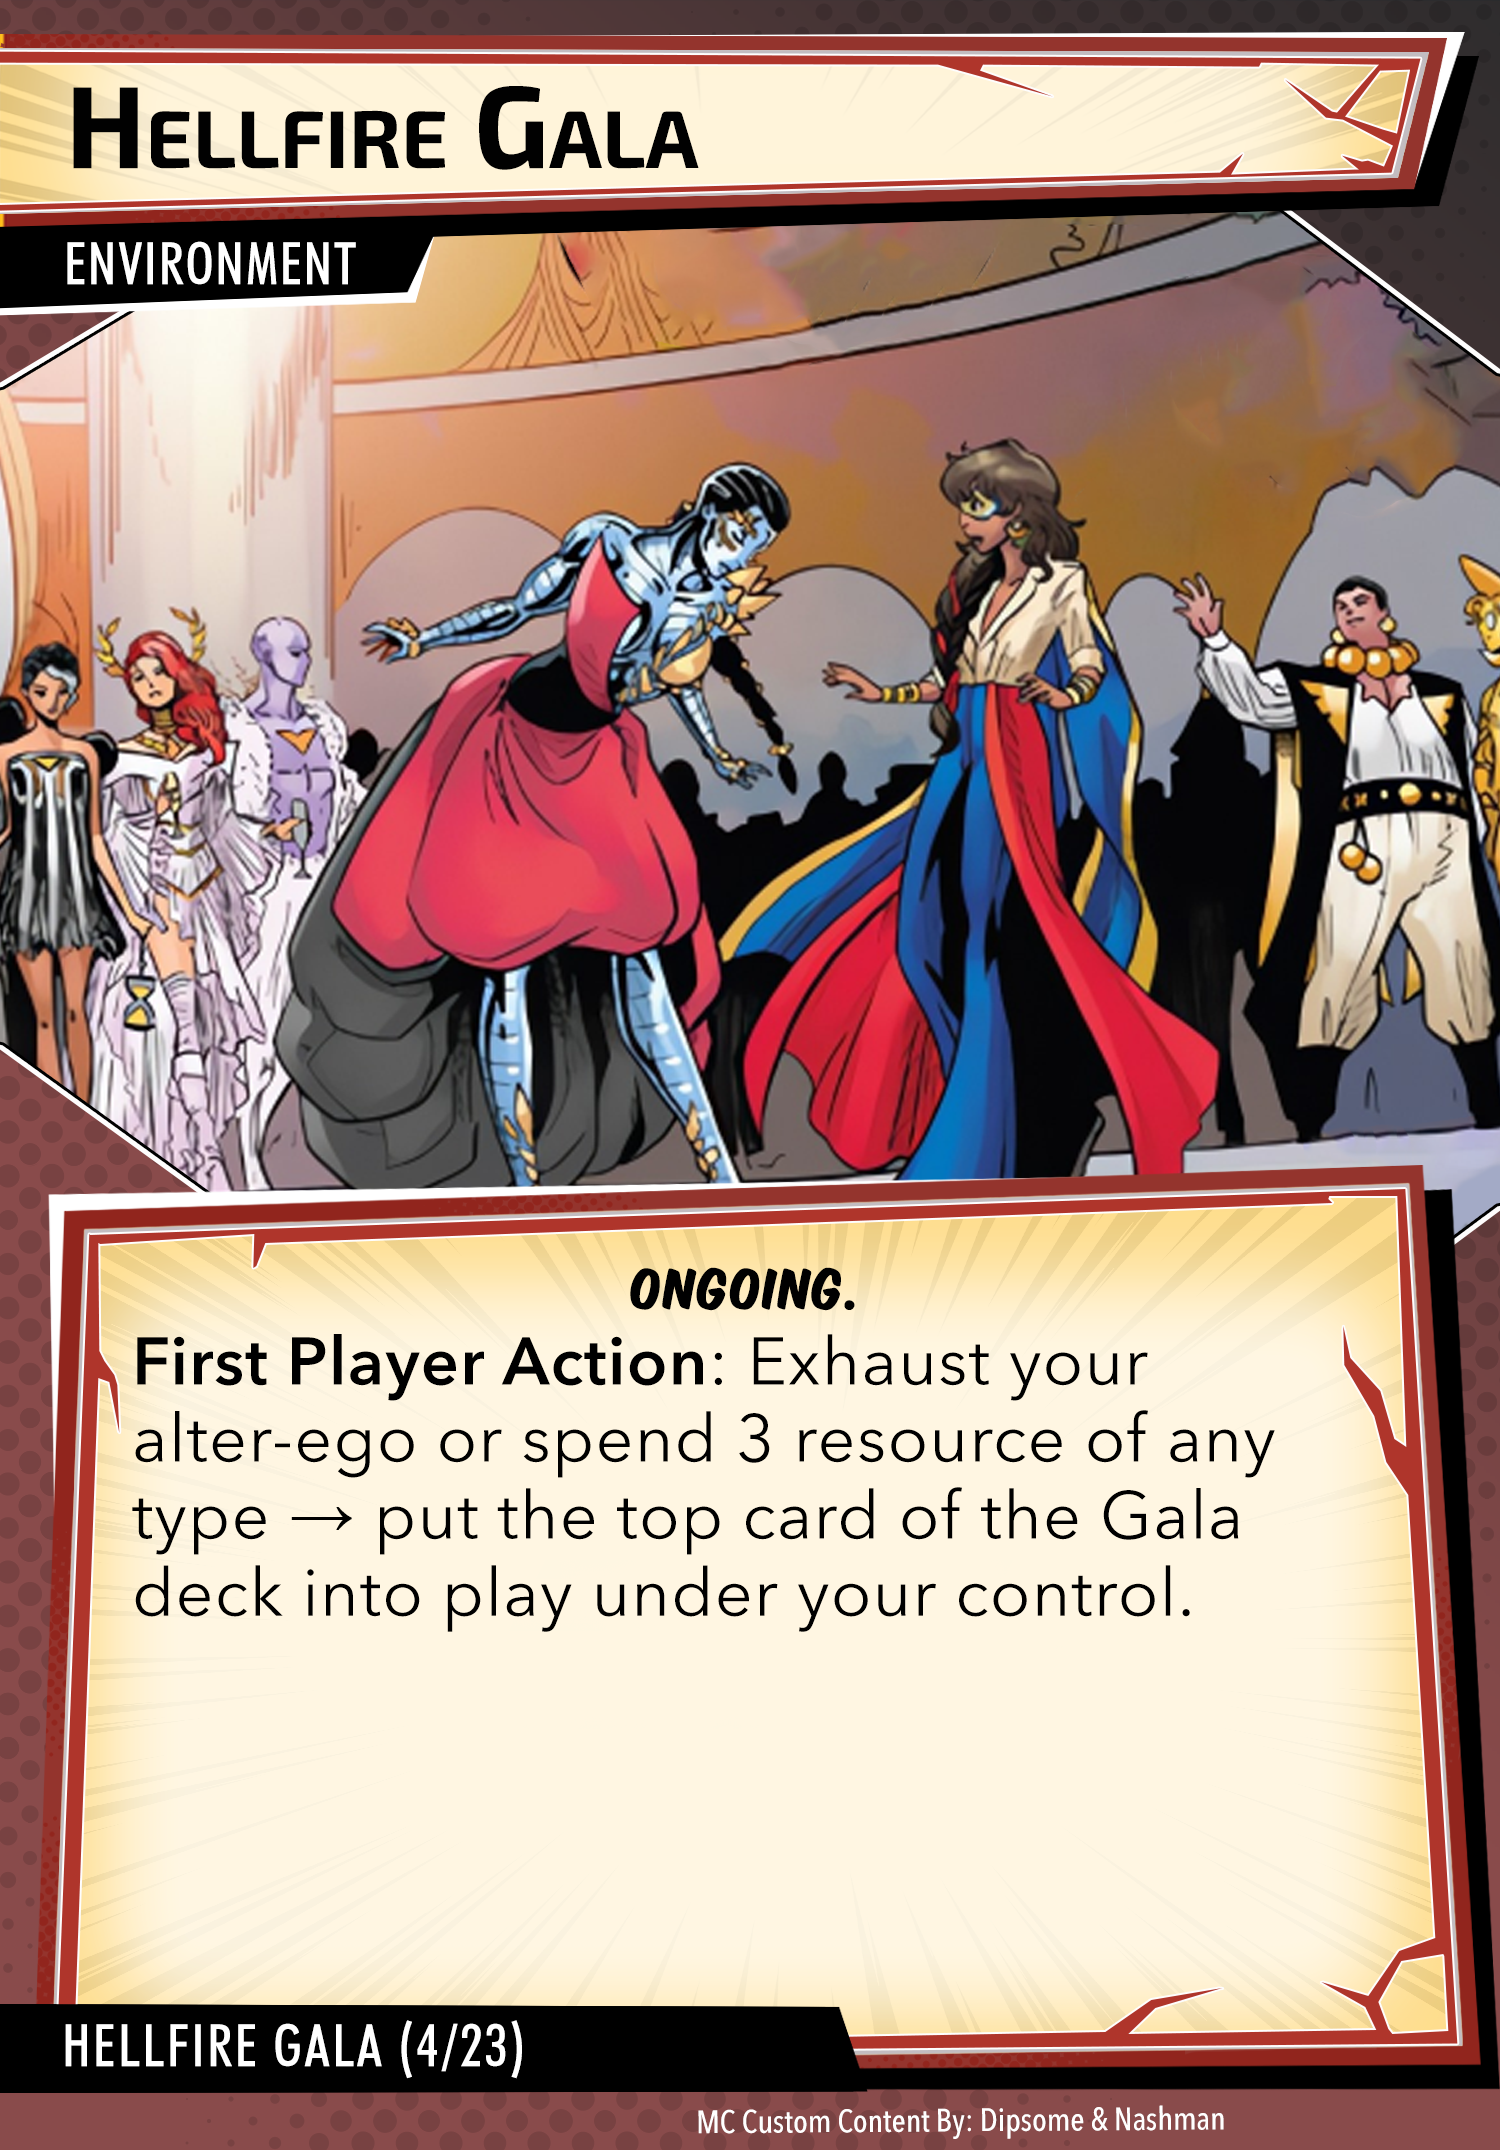 Hellfire Gala
ENVIRONMENT
ONGOING.
First Player Action: Exhaust your
alter-ego or spend 3 resource of any
type → put the top card of the Gala
deck into play under your control.
HELLFIRE GALA (4/23)
MC Custom Content By: Dipsome & Nashman